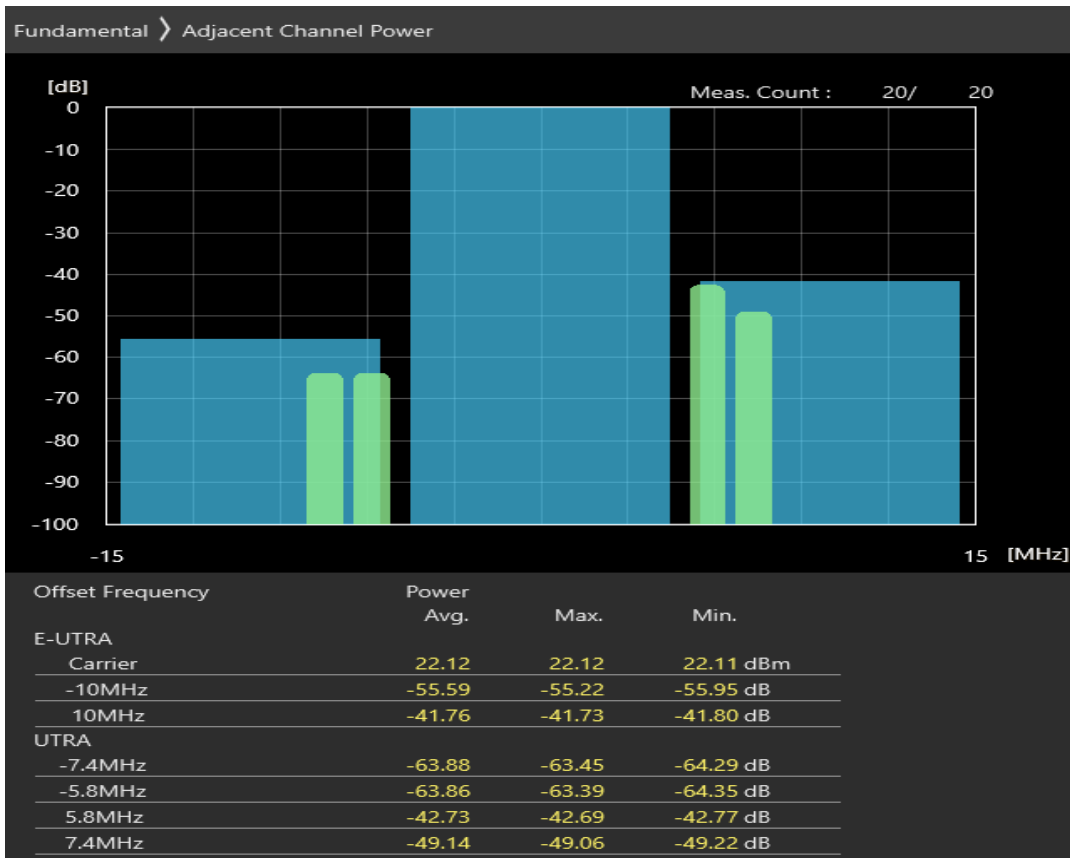 Fundamental 〉 Adjacent Channel Power
[dB]
Meas. Count : 20/ 20
0
-10
-20
-30
-40
-50
-60
-70
-80
-90
-100
-15 15 [MHz]
Offset Frequency Power
Avg. Max. Min.
E-UTRA
Carrier 22.12 22.12 22.11 dBm
-10MHz -55.59 -55.22 -55.95 dB
10MHz -41.76 -41.73 -41.80 dB
UTRA
-7.4MHz -63.88 -63.45 -64.29 dB
-5.8MHz -63.86 -63.39 -64.35 dB
5.8MHz -42.73 -42.69 -42.77 dB
7.4MHz -49.14 -49.06 -49.22 dB